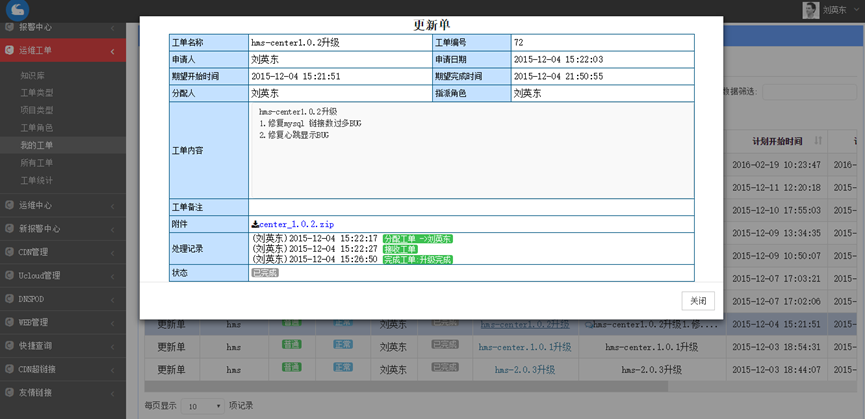 刘英东
报警中心
运维工单
知识库
工单类型
项目类型
工单角色
我的工单
所有工单
工单统计
运维中心
新报警中心
CDN管理
Ucloud管理
DNSPOD
WEB管理
快捷查询
CDN超链接
友情链接
更新单
工单名称 hms-center1.0.2升级 工单编号 72
申请人 刘英东 申请日期 2015-12-04 15:22:03
期望开始时间 2015-12-04 15:21:51 期望完成时间 2015-12-04 21:50:55
分配人 刘英东 指派角色 刘英东
工单内容
hms-center1.0.2升级
1.修复mysql 链接数过多BUG
2.修复心跳显示BUG
工单备注
附件 center_1.0.2.zip
处理记录
(刘英东)2015-12-04 15:22:17 分配工单 ->刘英东
(刘英东)2015-12-04 15:22:27 接收工单
(刘英东)2015-12-04 15:26:50 完成工单:升级完成
状态 已完成
关闭
数据筛选:
计划开始时间
2016-02-19 10:23:47 2016-
2015-12-11 12:20:18 2015-
2015-12-10 17:55:03 2015-
2015-12-09 13:34:35 2015-
2015-12-09 10:50:07 2015-
2015-12-07 17:03:21 2015-
2015-12-07 17:02:06 2015-
更新单 hms 普通 正常 刘英东 已完成 hms-center1.0.2升级 hms-center1.0.2升级1.修.... 2015-12-04 15:21:51 2015-
更新单 hms 普通 正常 刘英东 已完成 hms-center.1.0.1升级 hms-center.1.0.1升级 2015-12-03 18:54:31 2015-
更新单 hms 普通 正常 刘英东 已完成 hms-2.0.3升级 hms-2.0.3升级 2015-12-03 18:44:07 2015-
每页显示 10 项记录